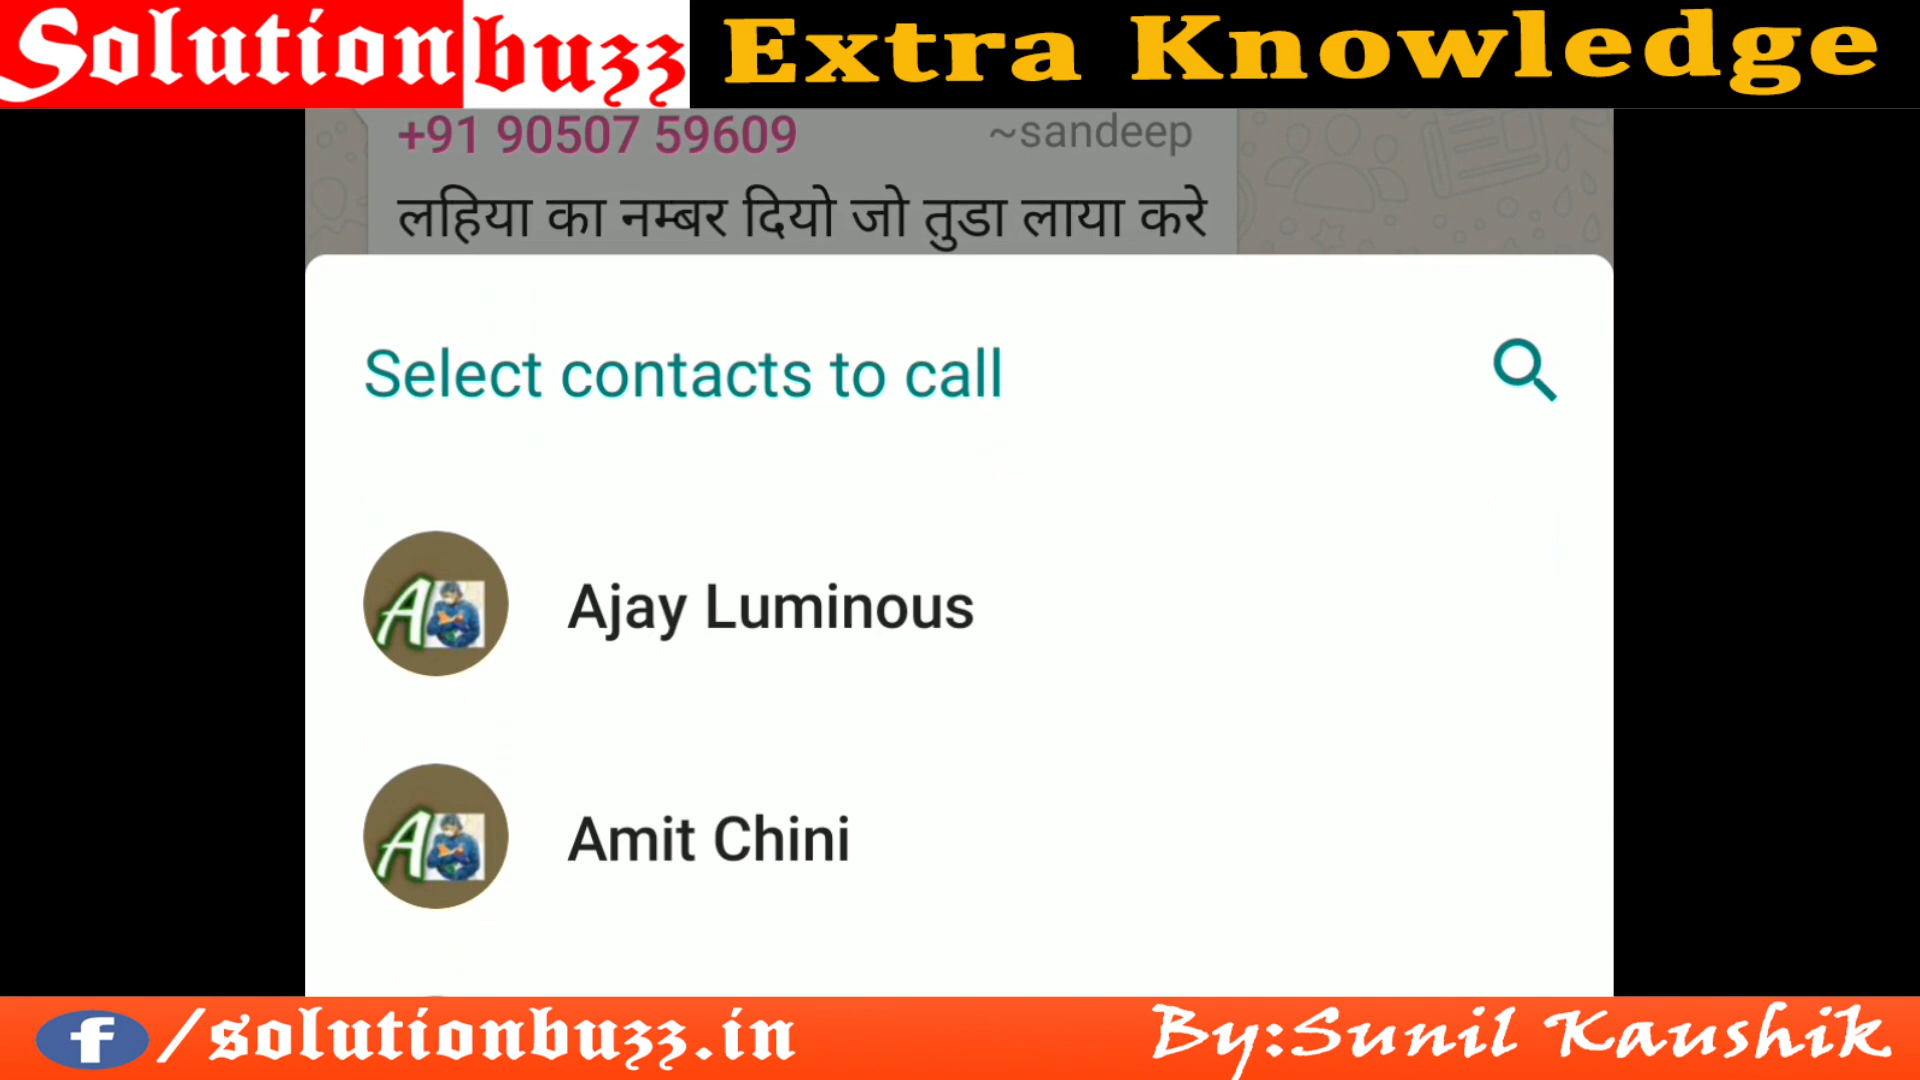 Solutionbuzz Extra Knowledge
+91 90507 59609 ~sandeep
लहिया का नम्बर दियो जो तुडा लाया करे
Select contacts to call
A Ajay Luminous
A Amit Chini
f /solutionbuzz.in By:Sunil Kaushik